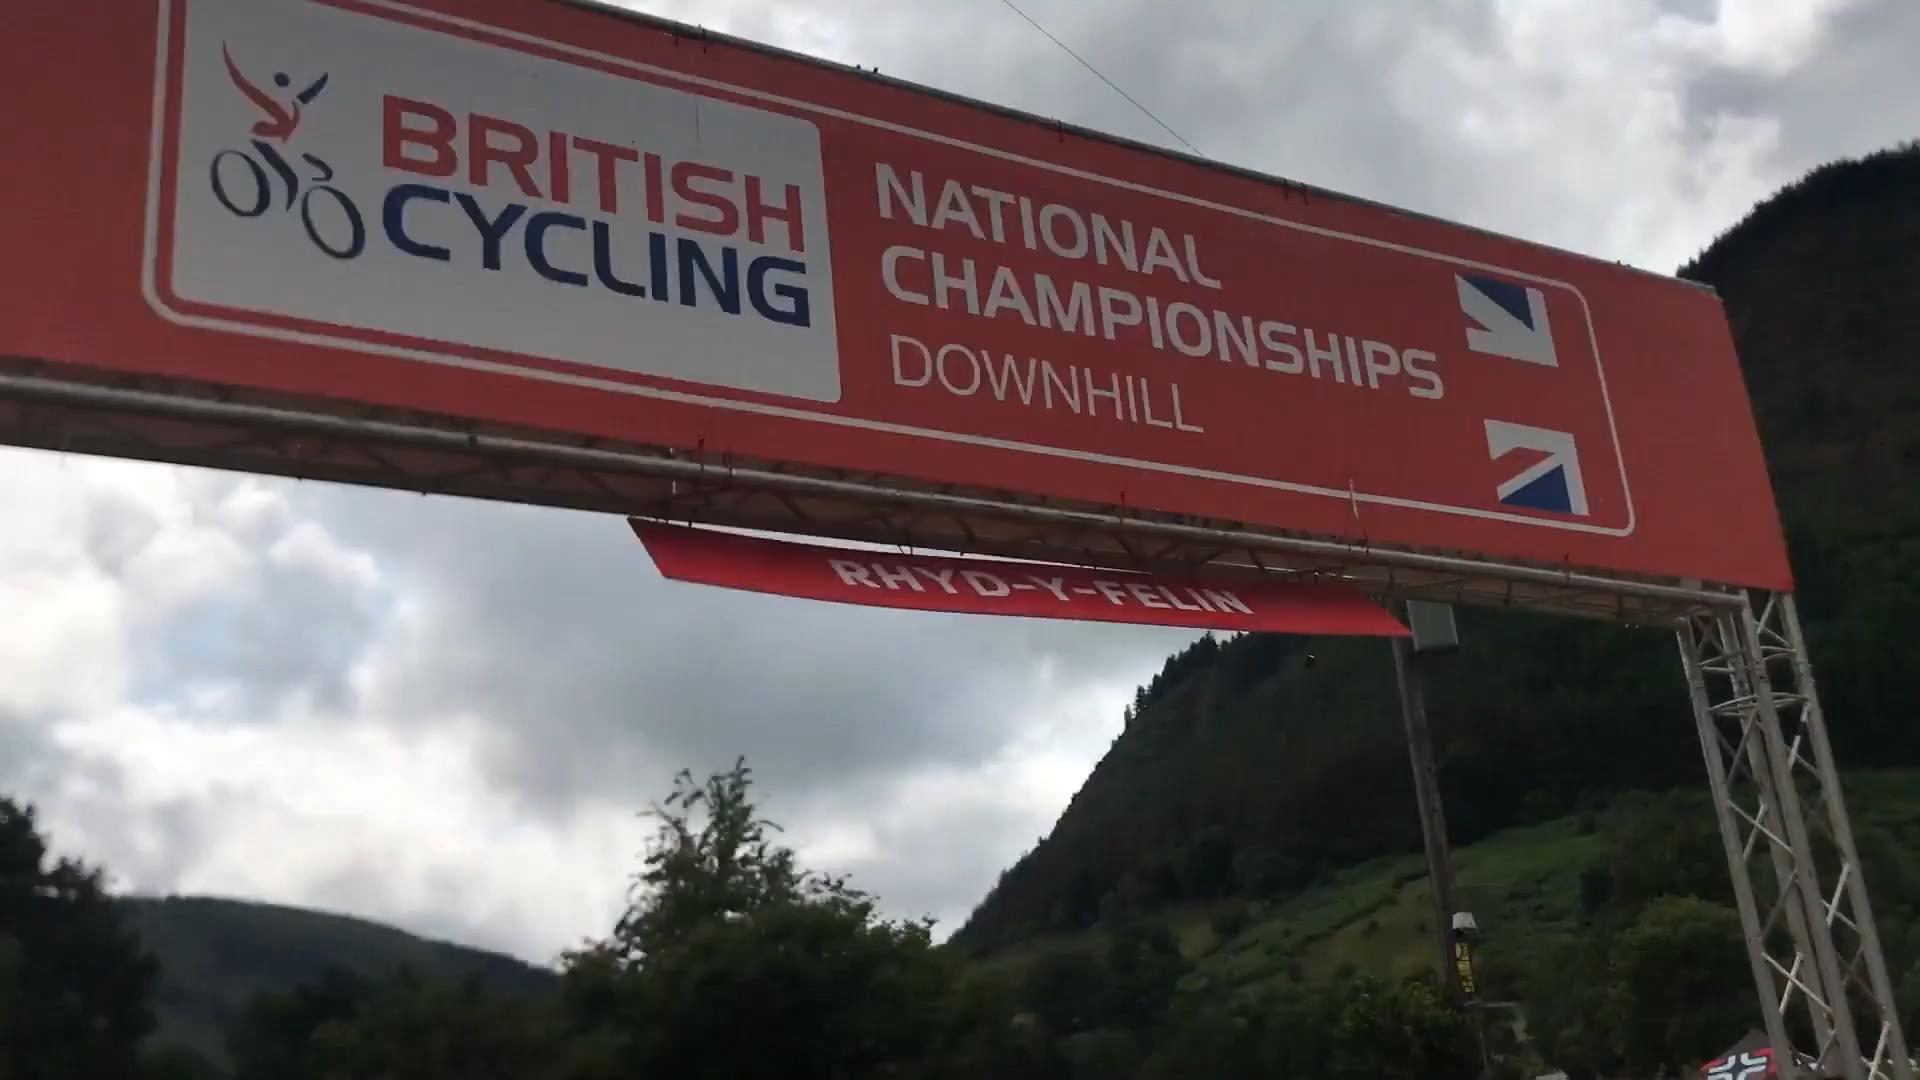 BRITISH
CYCLING
NATIONAL
CHAMPIONSHIPS
DOWNHILL
RHYD-Y-FELIN